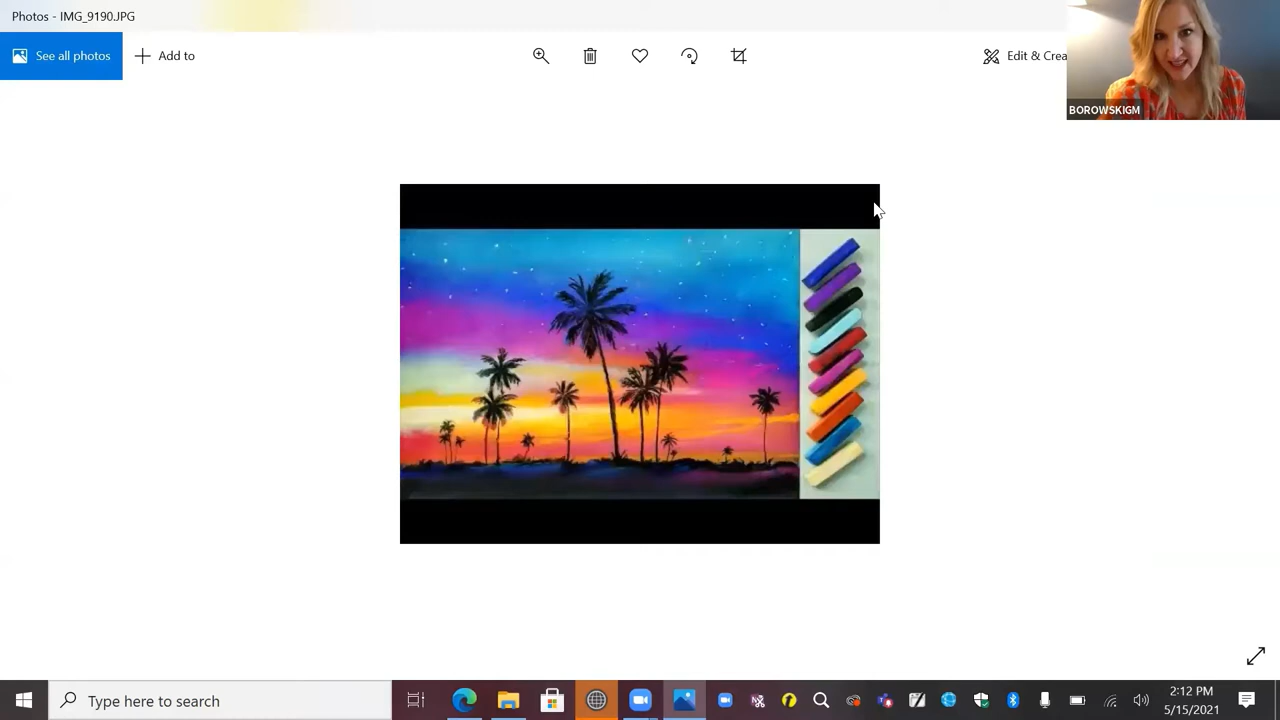 Photos - IMG_9190.JPG
See all photos
Add to
Edit & Crea
BOROWSKIGM
Type here to search
2:12 PM
5/15/2021